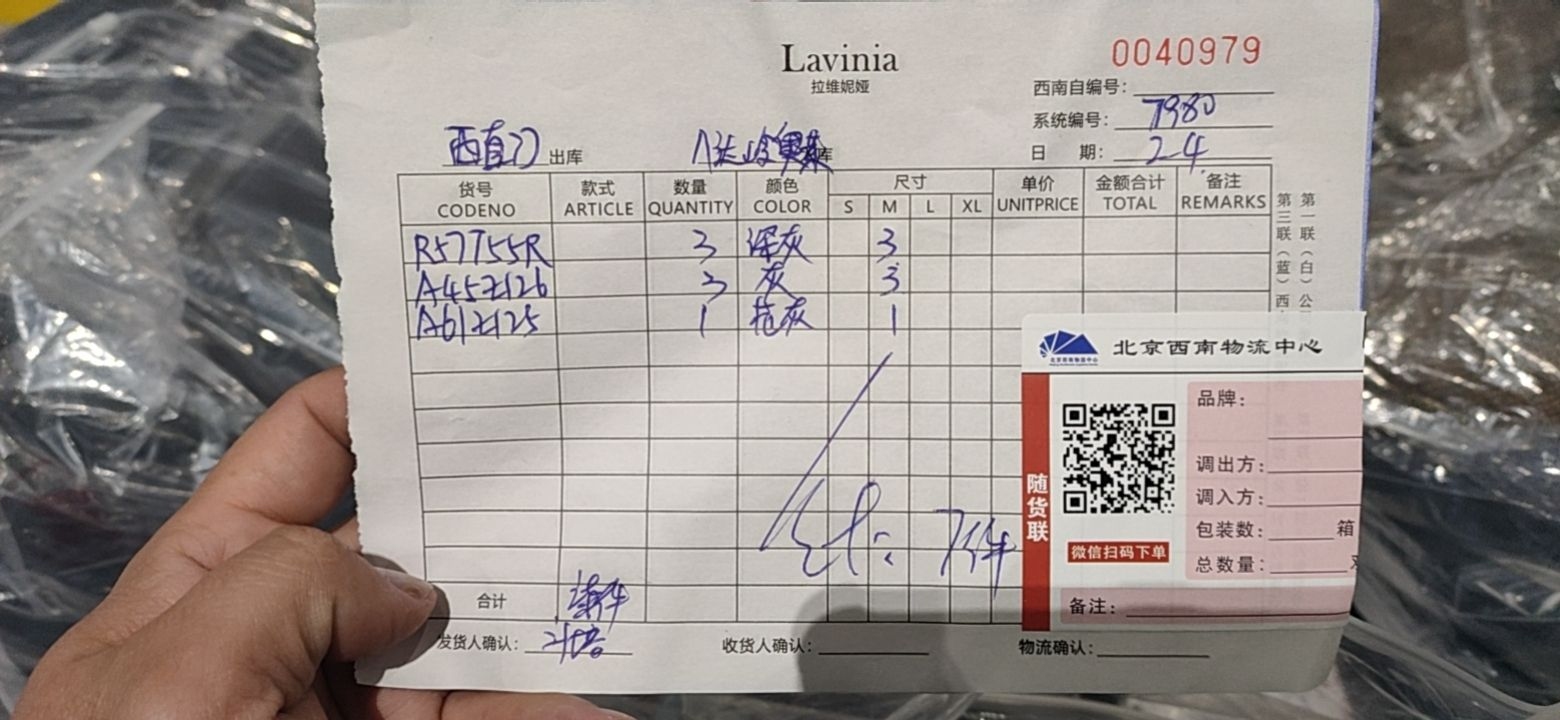 Lavinia
拉维妮娅
0040979
西南自编号：
系统编号： 7980
日 期： 2-4
西直门 出库
库
货号 款式 数量 颜色 尺寸 单价 金额合计 备注
CODENO ARTICLE QUANTITY COLOR S M L XL UNITPRICE TOTAL REMARKS
R57755R 3 深灰 3
3 灰 3
1 灰 1
7件
合计
发货人确认： 收货人确认： 物流确认：
第一联（白）公
第三联（蓝）西
北京西南物流中心
随货联
微信扫码下单
品牌：
调出方：
调入方：
包装数： 箱
总数量：
备注：